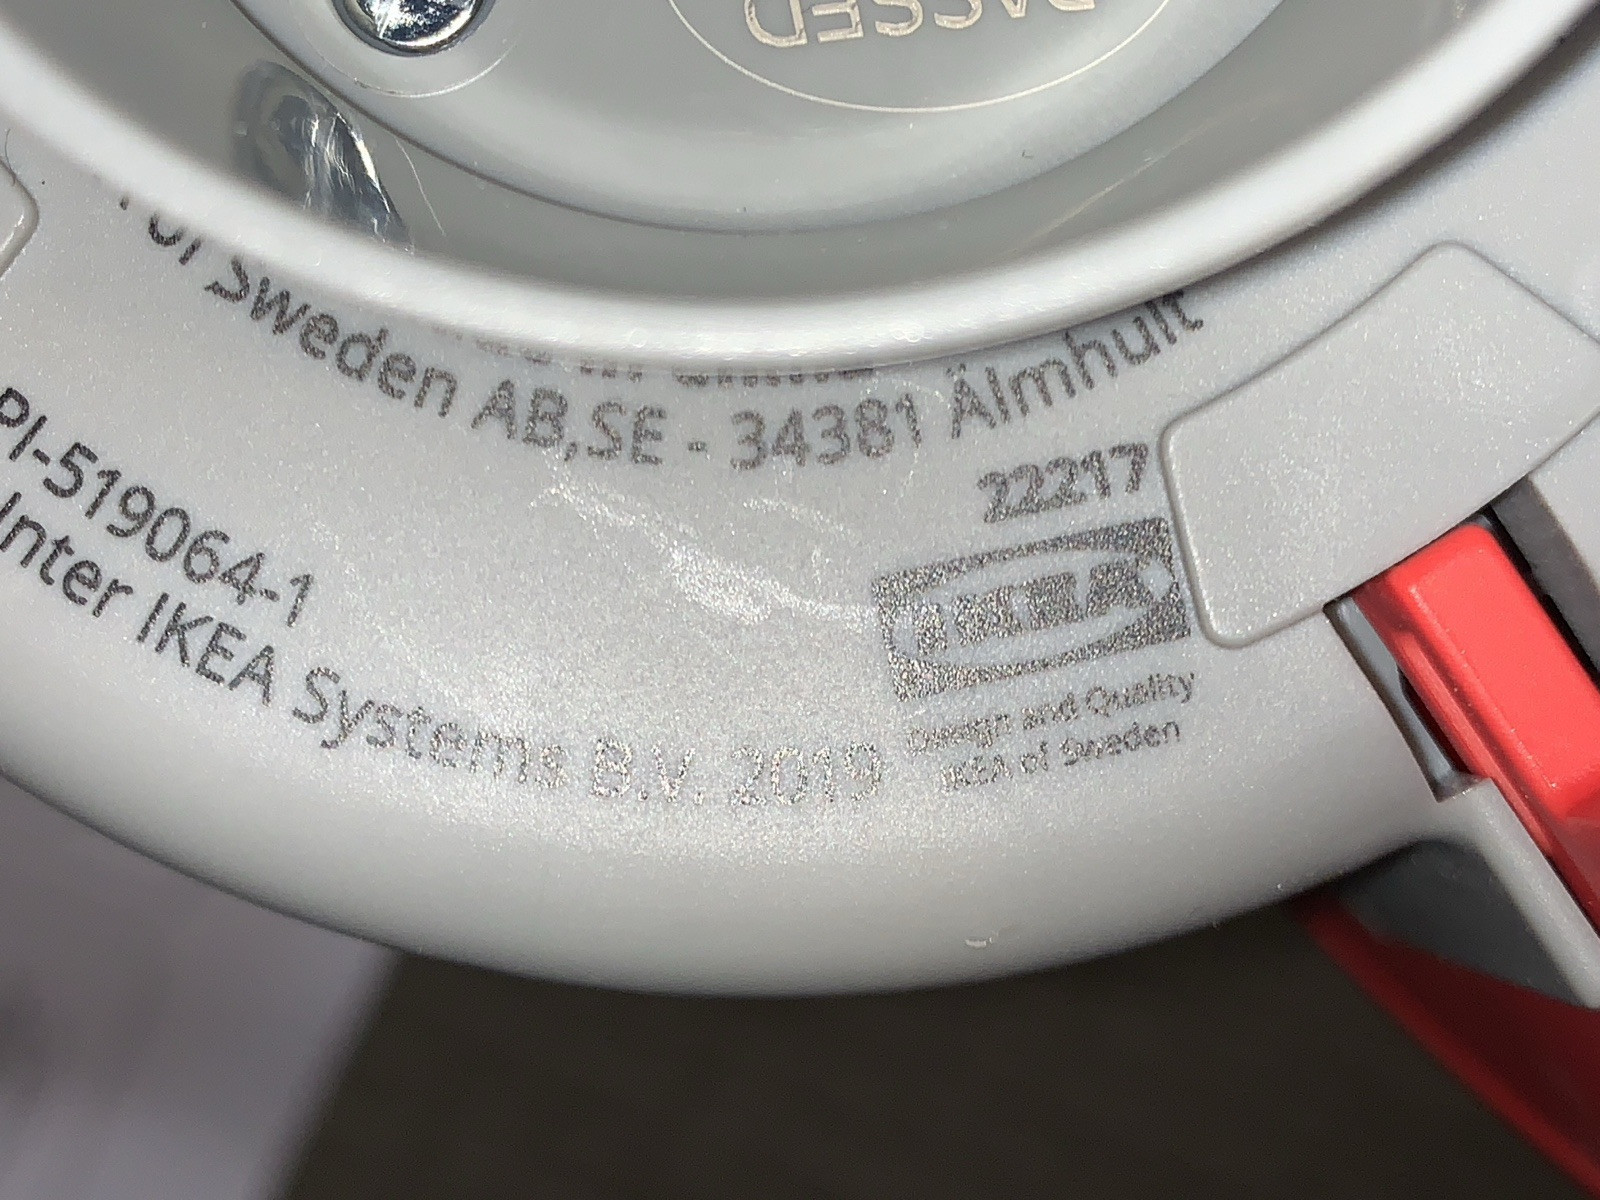 PASSED
of Sweden AB,SE - 34381 Älmhult
PI-519064-1
Inter IKEA Systems B.V. 2019
22217
IKEA
Design and Quality
IKEA of Sweden